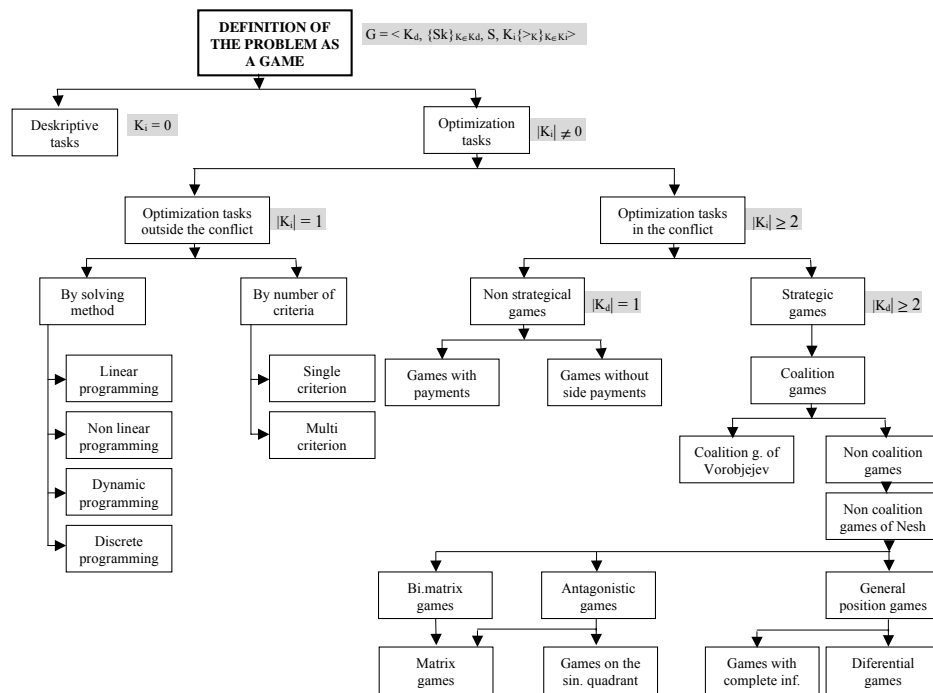 DEFINITION OF
THE PROBLEM AS
A GAME
G = < K_d, {Sk}_{K∈Kd}, S, K_i{>_K}_{K∈Ki}>
Deskriptive
tasks
K_i = 0
Optimization
tasks
|K_i| ≠ 0
Optimization tasks
outside the conflict
|K_i| = 1
Optimization tasks
in the conflict
|K_i| ≥ 2
By solving
method
By number of
criteria
Non strategical
games
|K_d| = 1
Strategic
games
|K_d| ≥ 2
Linear
programming
Single
criterion
Games with
payments
Games without
side payments
Coalition
games
Non linear
programming
Multi
criterion
Coalition g. of
Vorobjejev
Non coalition
games
Dynamic
programming
Non coalition
games of Nesh
Discrete
programming
Bi.matrix
games
Antagonistic
games
General
position games
Matrix
games
Games on the
sin. quadrant
Games with
complete inf.
Diferential
games